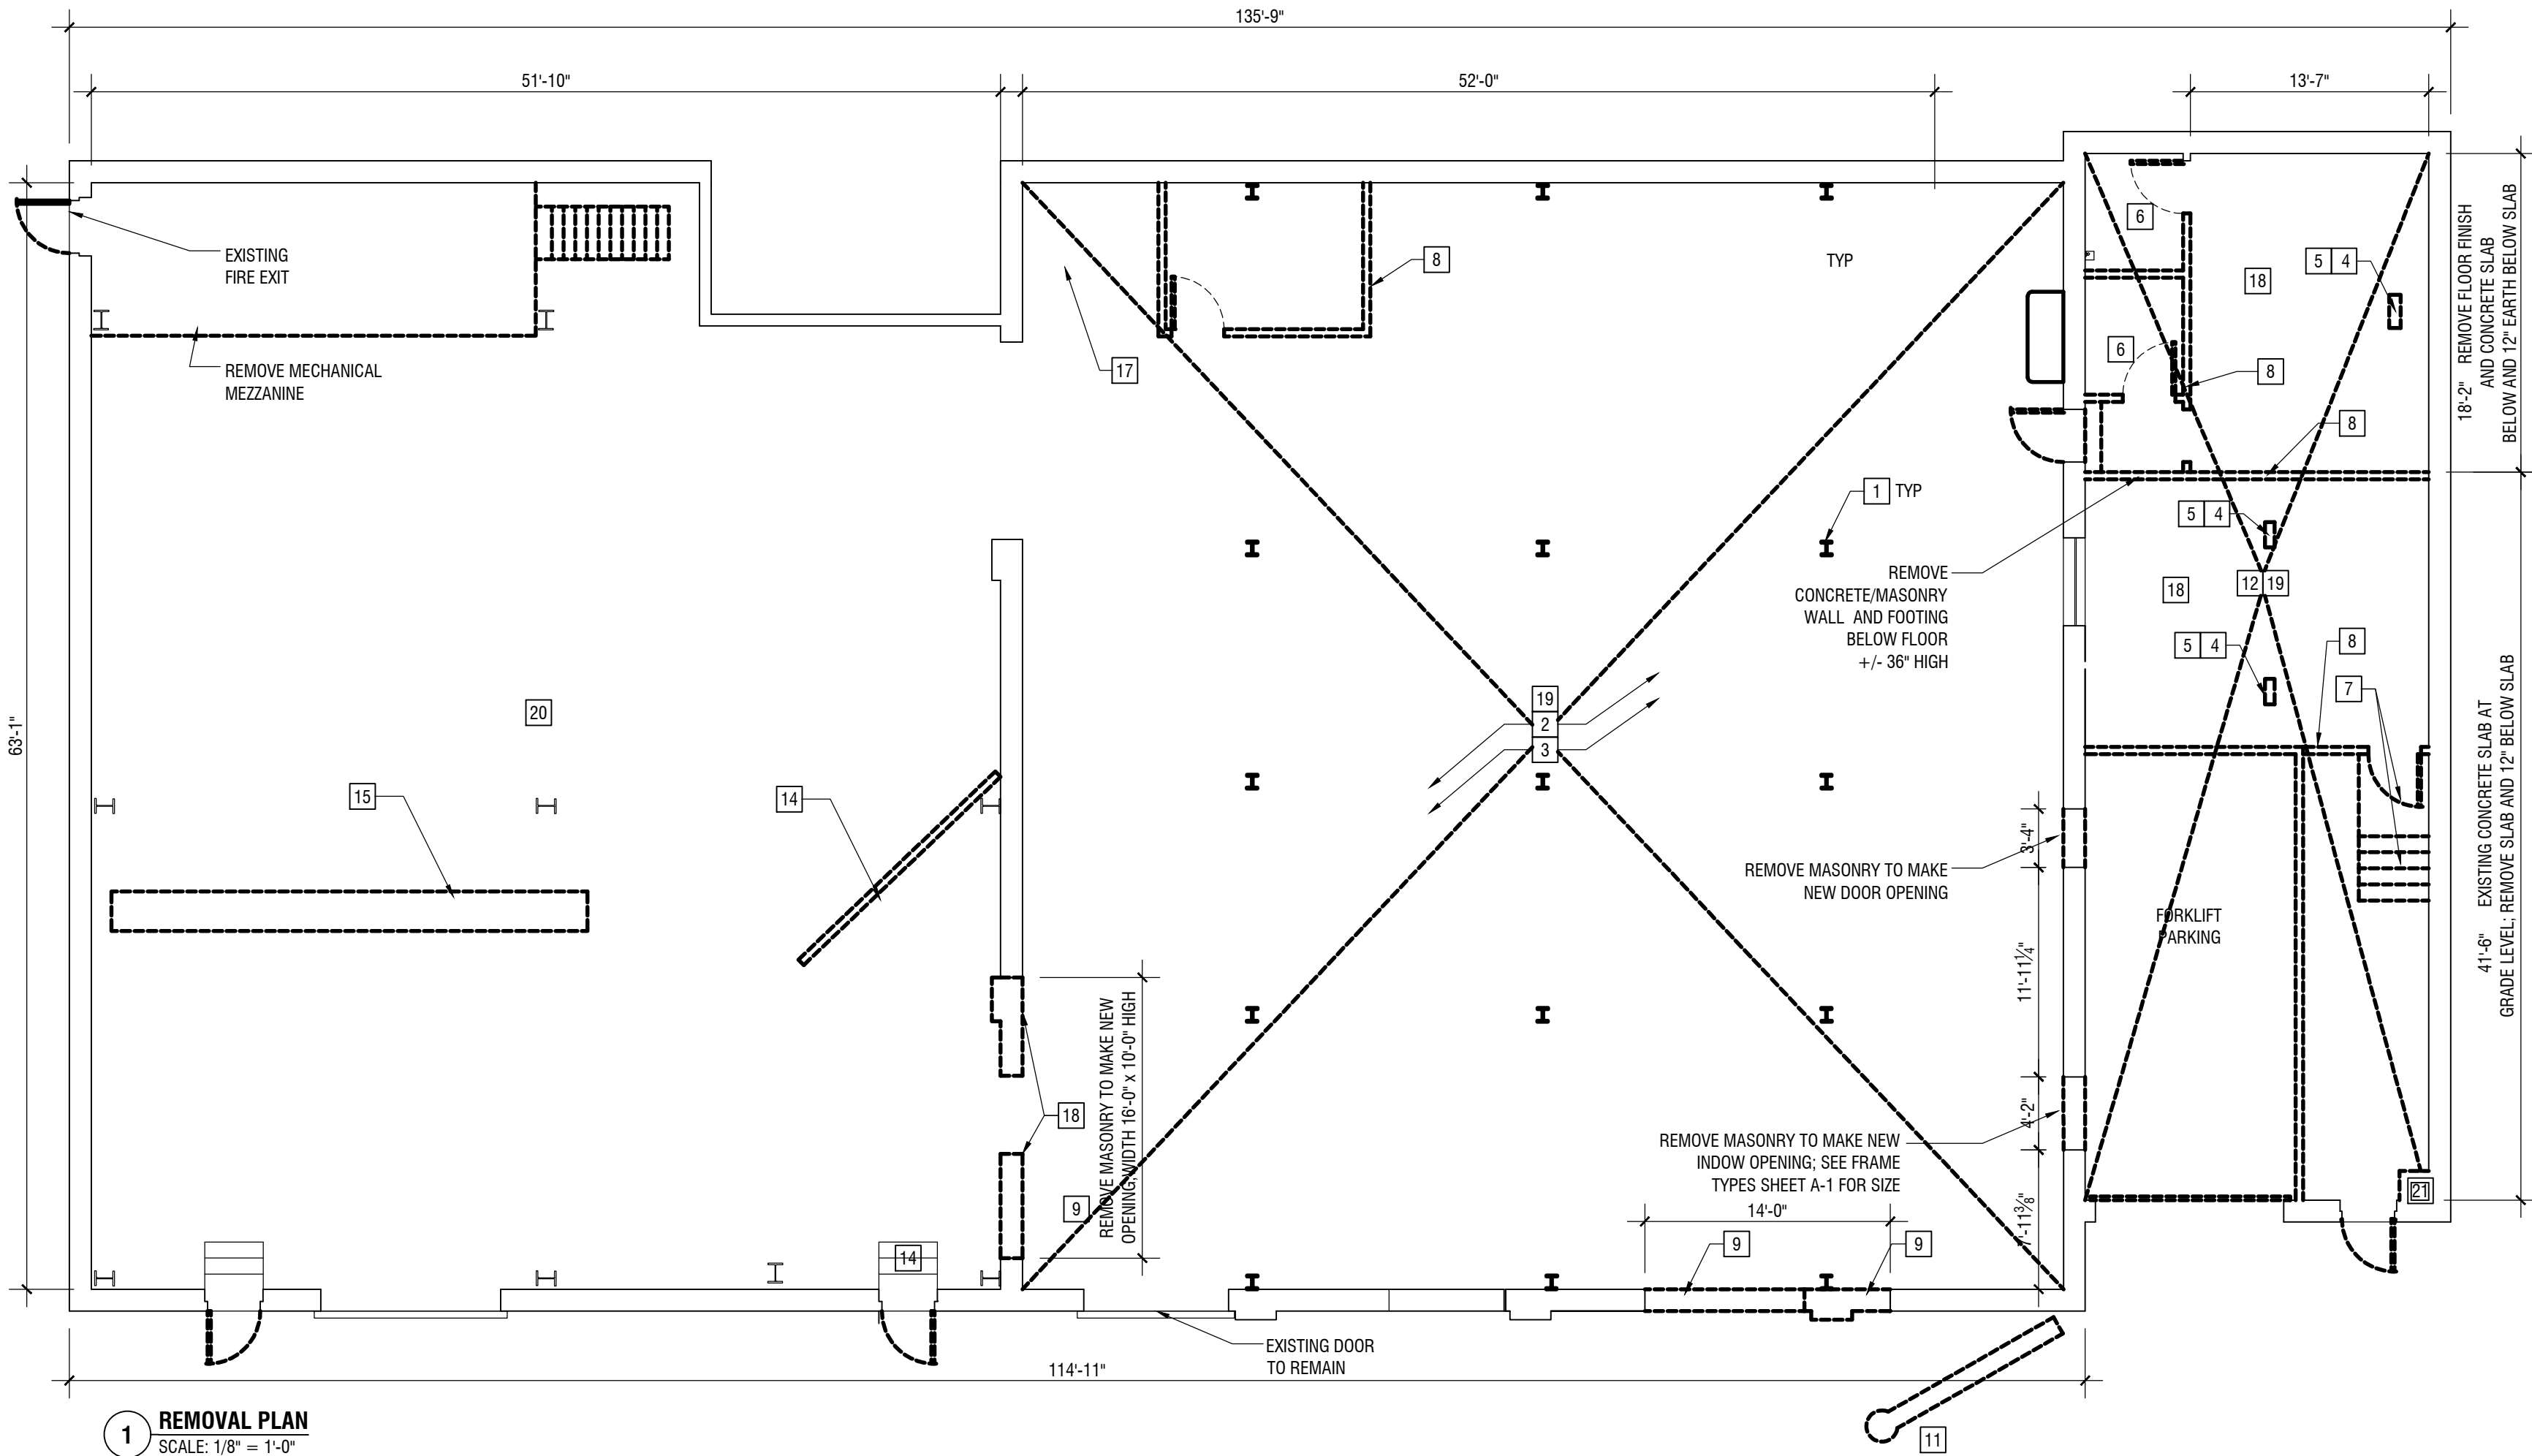 135'-9"
51'-10"
52'-0"
13'-7"
EXISTING
FIRE EXIT
REMOVE MECHANICAL
MEZZANINE
8
17
TYP
6
18
5 4
6
8
8
18'-2" REMOVE FLOOR FINISH
AND CONCRETE SLAB
BELOW AND 12" EARTH BELOW SLAB
1 TYP
5 4
REMOVE
CONCRETE/MASONRY
WALL AND FOOTING
BELOW FLOOR
+/- 36" HIGH
18
12 19
5 4
8
7
63'-1"
20
19
2
3
15
14
3'-4"
REMOVE MASONRY TO MAKE
NEW DOOR OPENING
FORKLIFT
PARKING
11'-11 1/4"
41'-6" EXISTING CONCRETE SLAB AT
GRADE LEVEL; REMOVE SLAB AND 12" BELOW SLAB
18
REMOVE MASONRY TO MAKE NEW
OPENING;WIDTH 16'-0" x 10'-0" HIGH
4'-2"
REMOVE MASONRY TO MAKE NEW
INDOW OPENING; SEE FRAME
TYPES SHEET A-1 FOR SIZE
9
14'-0"
7'-11 3/8"
21
14
9
9
EXISTING DOOR
TO REMAIN
114'-11"
11
1
REMOVAL PLAN
SCALE: 1/8" = 1'-0"